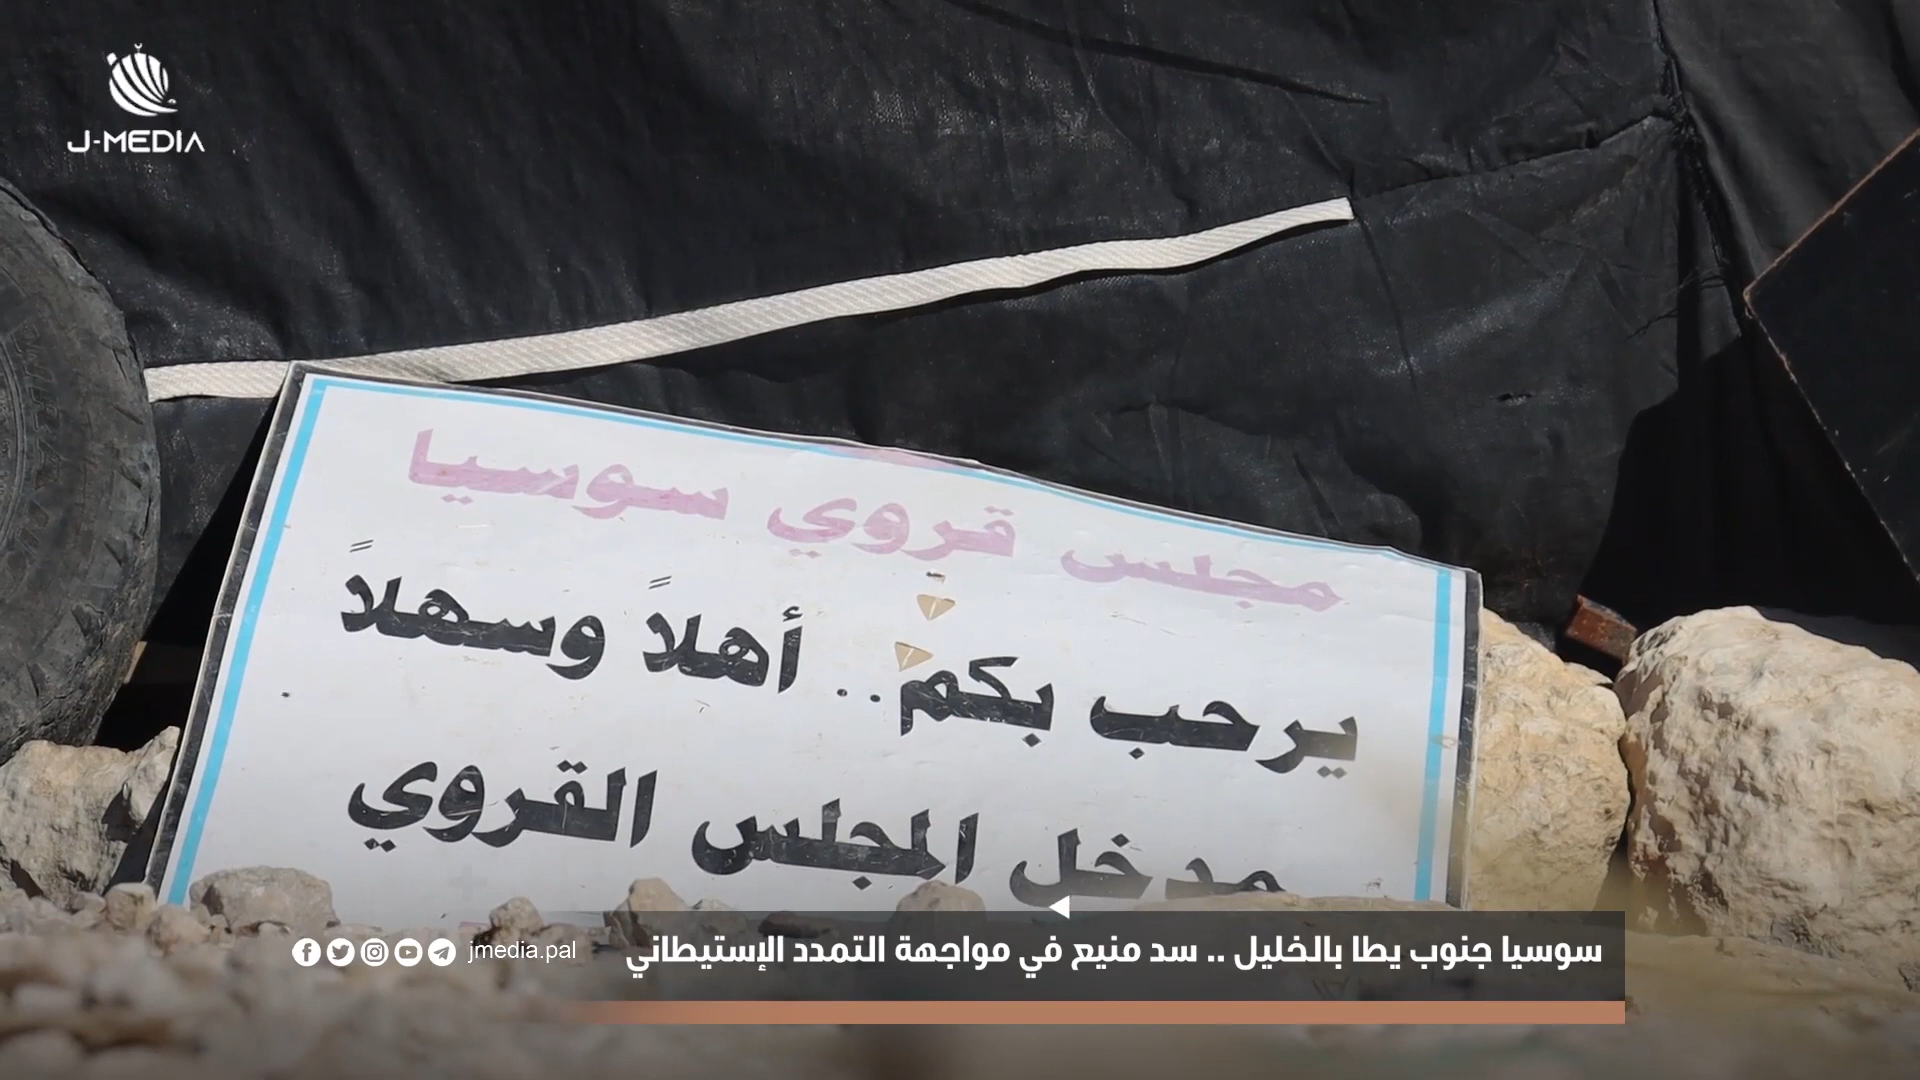 J-MEDIA
مجلس قروي سوسيا
يرحب بكم .. أهلاً وسهلاً
مدخل المجلس القروي
سوسيا جنوب يطا بالخليل .. سد منيع في مواجهة التمدد الإستيطاني
jmedia.pal